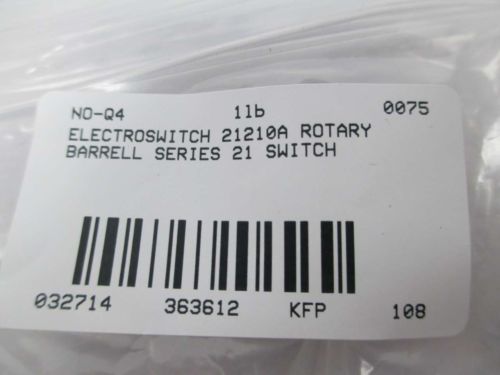 NO-Q4 1lb 0075
ELECTROSWITCH 21210A ROTARY
BARRELL SERIES 21 SWITCH
032714 363612 KFP 108